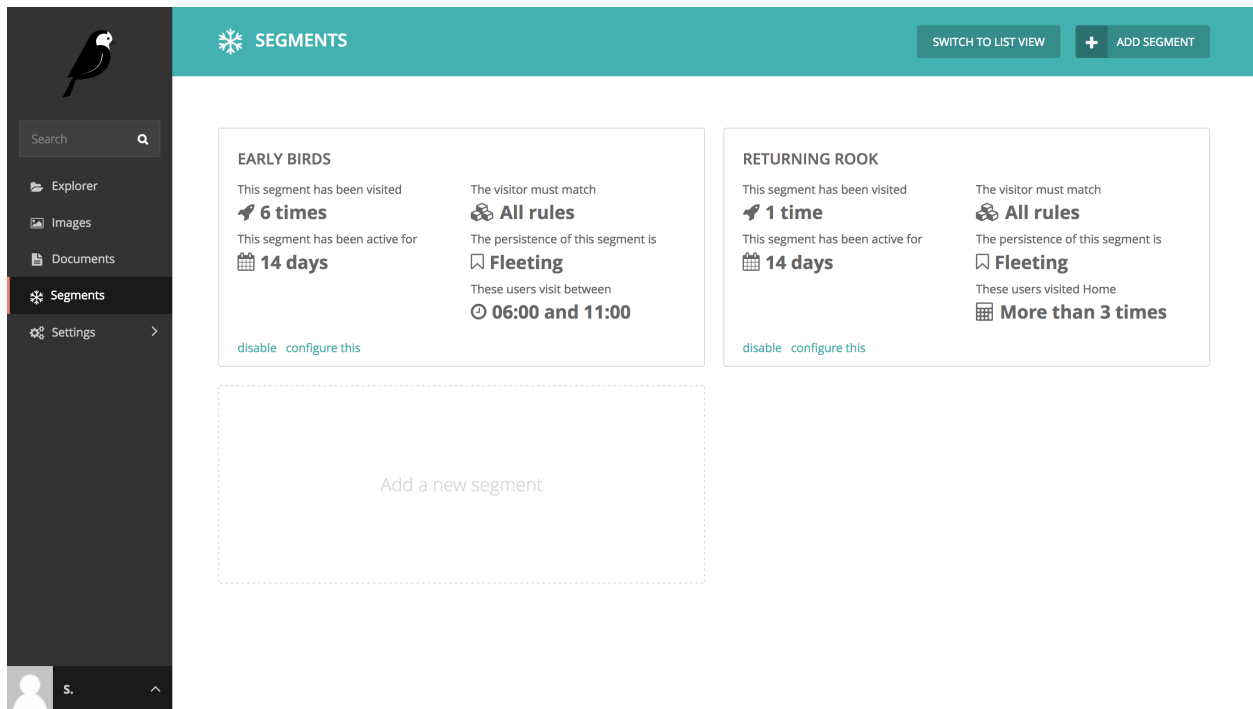 SEGMENTS
SWITCH TO LIST VIEW
ADD SEGMENT
Search
Explorer
Images
Documents
Segments
Settings
S.
EARLY BIRDS
This segment has been visited
6 times
This segment has been active for
14 days
The visitor must match
All rules
The persistence of this segment is
Fleeting
These users visit between
06:00 and 11:00
disable configure this
RETURNING ROOK
This segment has been visited
1 time
This segment has been active for
14 days
The visitor must match
All rules
The persistence of this segment is
Fleeting
These users visited Home
More than 3 times
disable configure this
Add a new segment